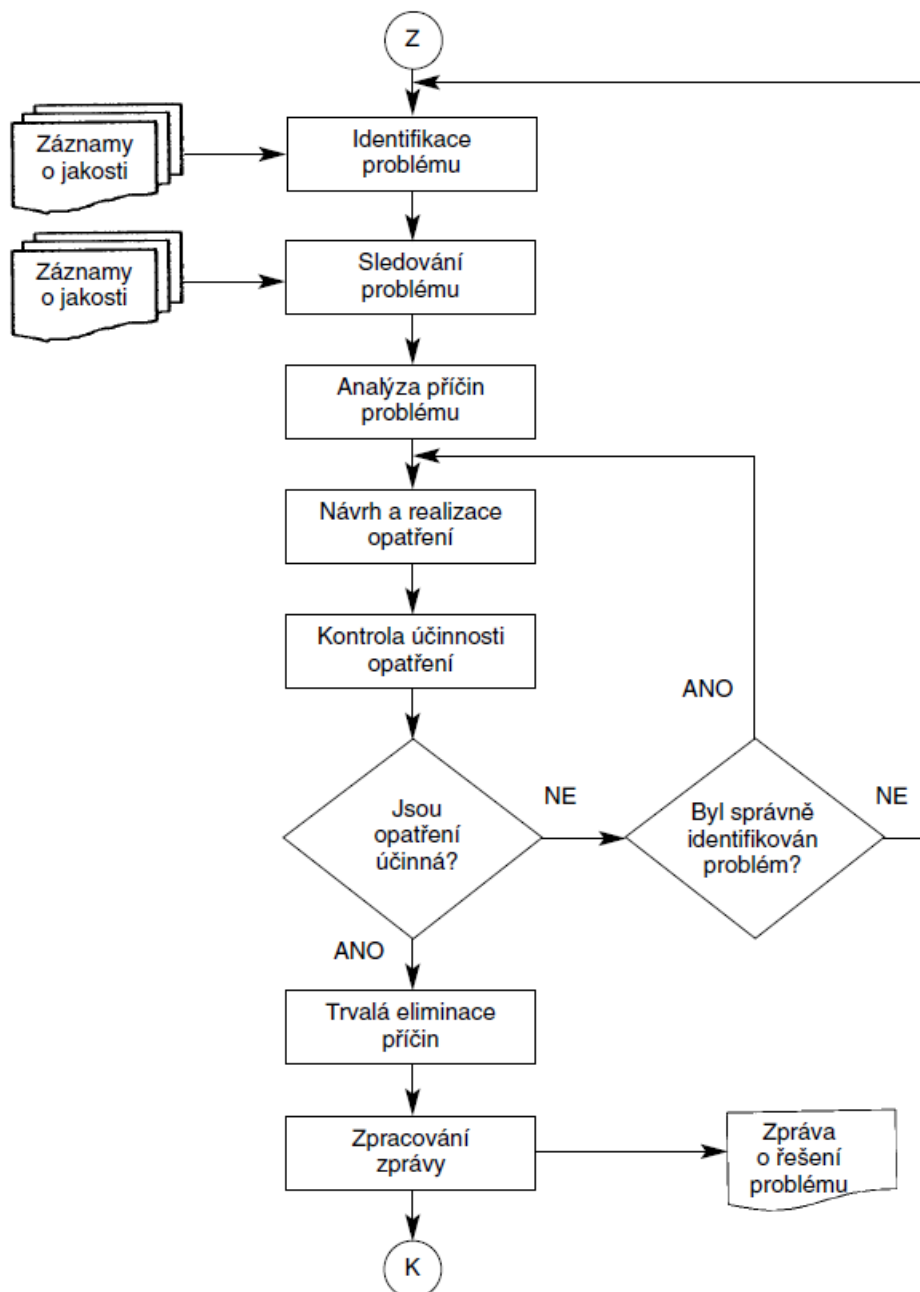 Z
Záznamy
o jakosti
Identifikace
problému
Záznamy
o jakosti
Sledování
problému
Analýza příčin
problému
Návrh a realizace
opatření
Kontrola účinnosti
opatření
ANO
Jsou
opatření
účinná?
NE
Byl správně
identifikován
problém?
NE
ANO
Trvalá eliminace
příčin
Zpracování
zprávy
Zpráva
o řešení
problému
K